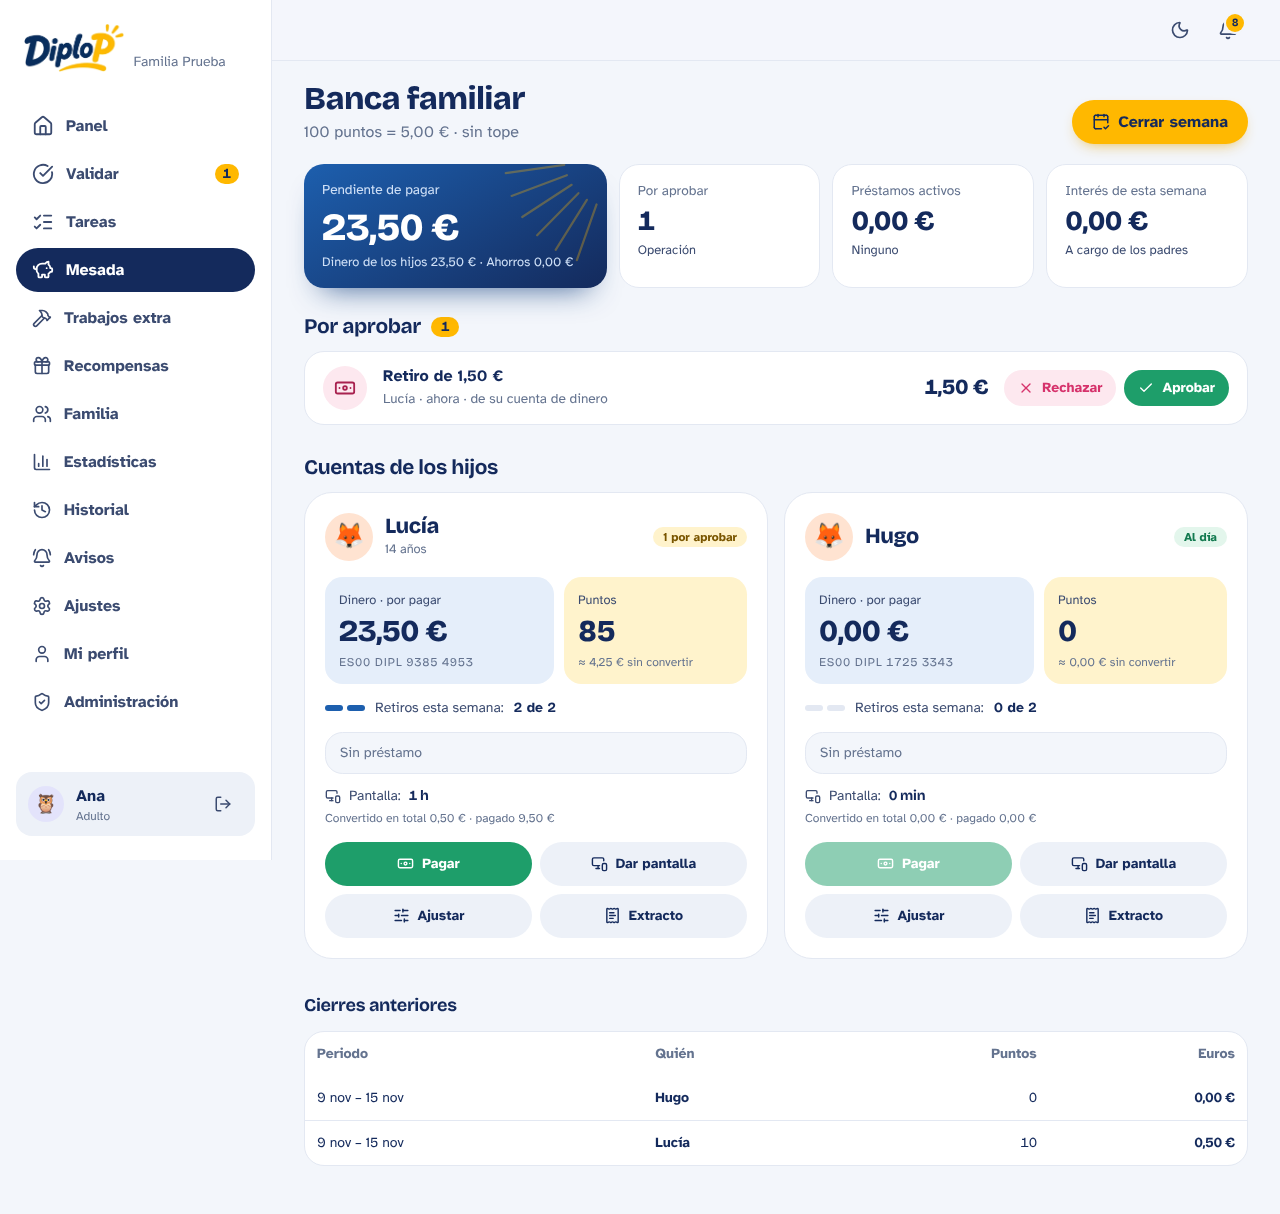 DiploP
Familia Prueba
Panel
Validar 1
Tareas
Mesada
Trabajos extra
Recompensas
Familia
Estadísticas
Historial
Avisos
Ajustes
Mi perfil
Administración
Ana
Adulto
8
Banca familiar
100 puntos = 5,00 € · sin tope
Cerrar semana
Pendiente de pagar
23,50 €
Dinero de los hijos 23,50 € · Ahorros 0,00 €
Por aprobar
1
Operación
Préstamos activos
0,00 €
Ninguno
Interés de esta semana
0,00 €
A cargo de los padres
Por aprobar 1
Retiro de 1,50 €
Lucía · ahora · de su cuenta de dinero
1,50 € Rechazar Aprobar
Cuentas de los hijos
Lucía
14 años
1 por aprobar
Dinero · por pagar
23,50 €
ES00 DIPL 9385 4953
Puntos
85
≈ 4,25 € sin convertir
Retiros esta semana: 2 de 2
Sin préstamo
Pantalla: 1 h
Convertido en total 0,50 € · pagado 9,50 €
Pagar Dar pantalla
Ajustar Extracto
Hugo
Al día
Dinero · por pagar
0,00 €
ES00 DIPL 1725 3343
Puntos
0
≈ 0,00 € sin convertir
Retiros esta semana: 0 de 2
Sin préstamo
Pantalla: 0 min
Convertido en total 0,00 € · pagado 0,00 €
Pagar Dar pantalla
Ajustar Extracto
Cierres anteriores
Periodo Quién Puntos Euros
9 nov – 15 nov Hugo 0 0,00 €
9 nov – 15 nov Lucía 10 0,50 €